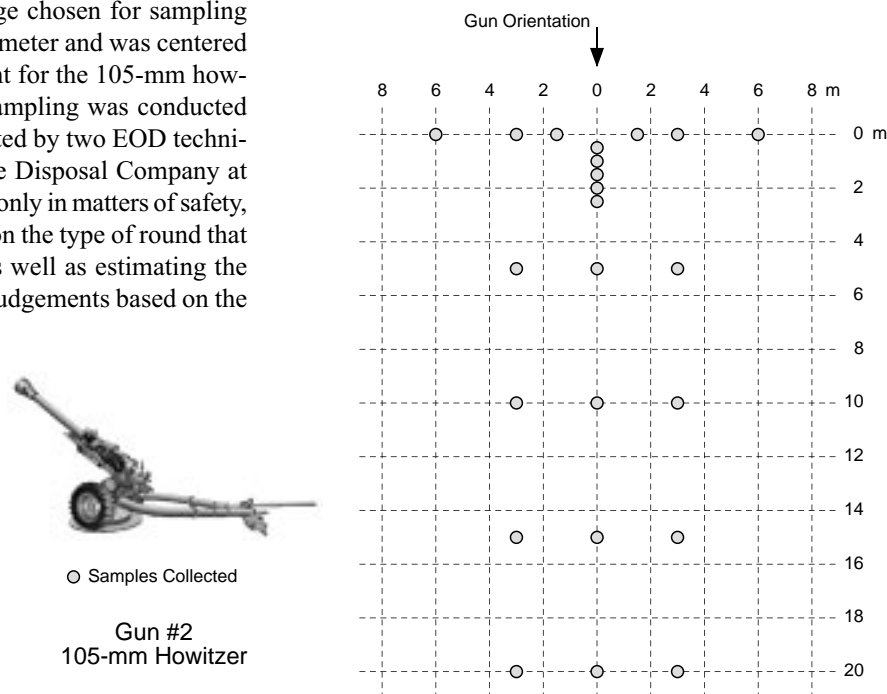 ge chosen for sampling
meter and was centered
nt for the 105-mm how-
ampling was conducted
ted by two EOD techni-
e Disposal Company at
only in matters of safety,
on the type of round that
s well as estimating the
udgements based on the
Samples Collected
Gun #2
105-mm Howitzer
Gun Orientation
8 6 4 2 0 2 4 6 8 m
0 m
2
4
6
8
10
12
14
16
18
20